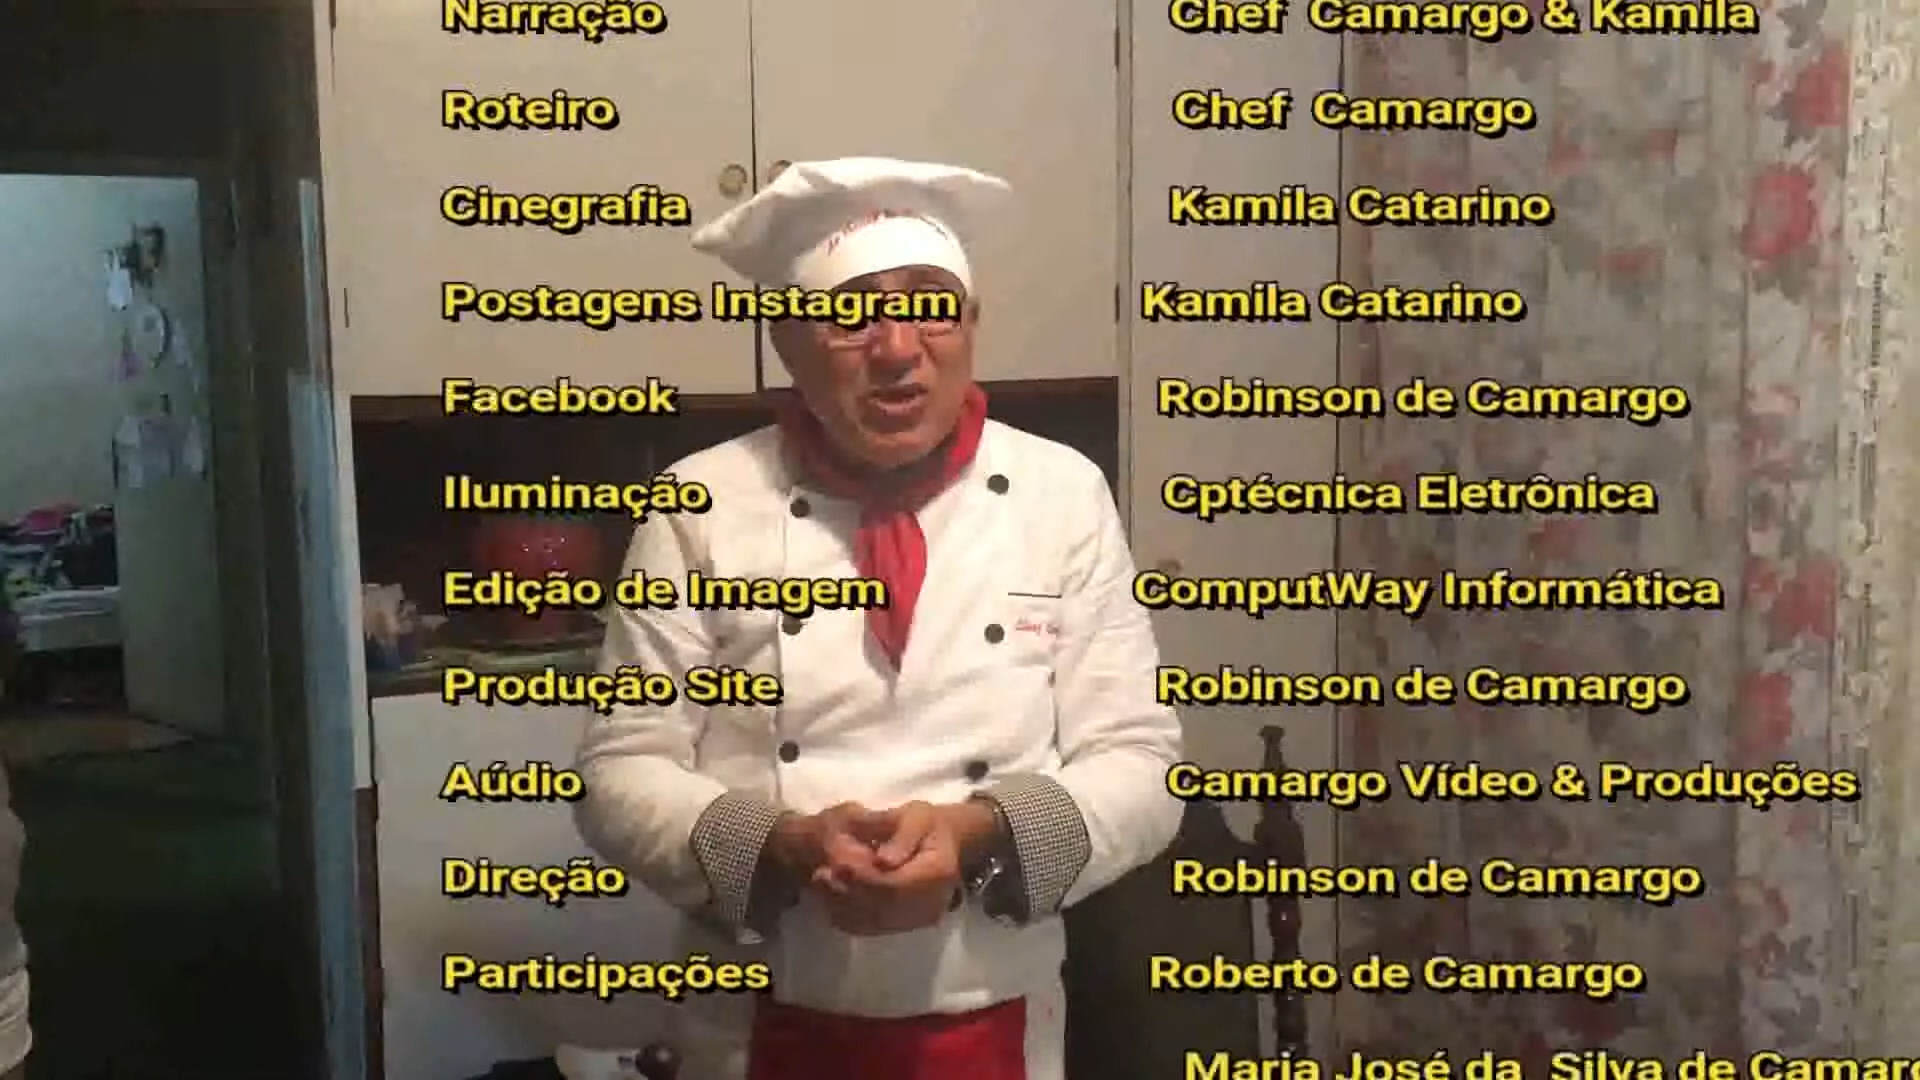 Narração Chef Camargo & Kamila
Roteiro Chef Camargo
Cinegrafia Kamila Catarino
Postagens Instagram Kamila Catarino
Facebook Robinson de Camargo
Iluminação Cptécnica Eletrônica
Edição de Imagem ComputWay Informática
Produção Site Robinson de Camargo
Aúdio Camargo Vídeo & Produções
Direção Robinson de Camargo
Participações Roberto de Camargo
Maria José da Silva de Camarg